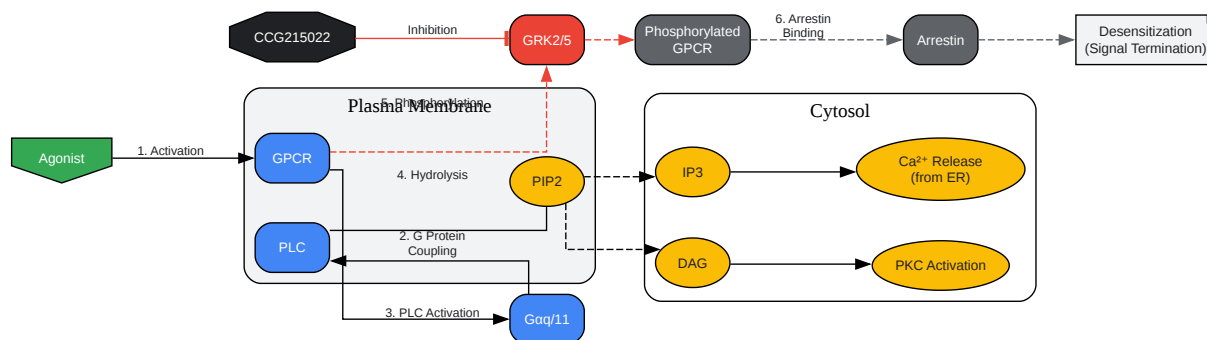 CCG215022
Inhibition
GRK2/5
Phosphorylated
GPCR
6. Arrestin
Binding
Arrestin
Desensitization
(Signal Termination)
5. Phosphorylation
Plasma Membrane
Cytosol
Agonist
1. Activation
GPCR
4. Hydrolysis
PIP2
IP3
Ca²⁺ Release
(from ER)
PLC
2. G Protein
Coupling
DAG
PKC Activation
3. PLC Activation
Gαq/11